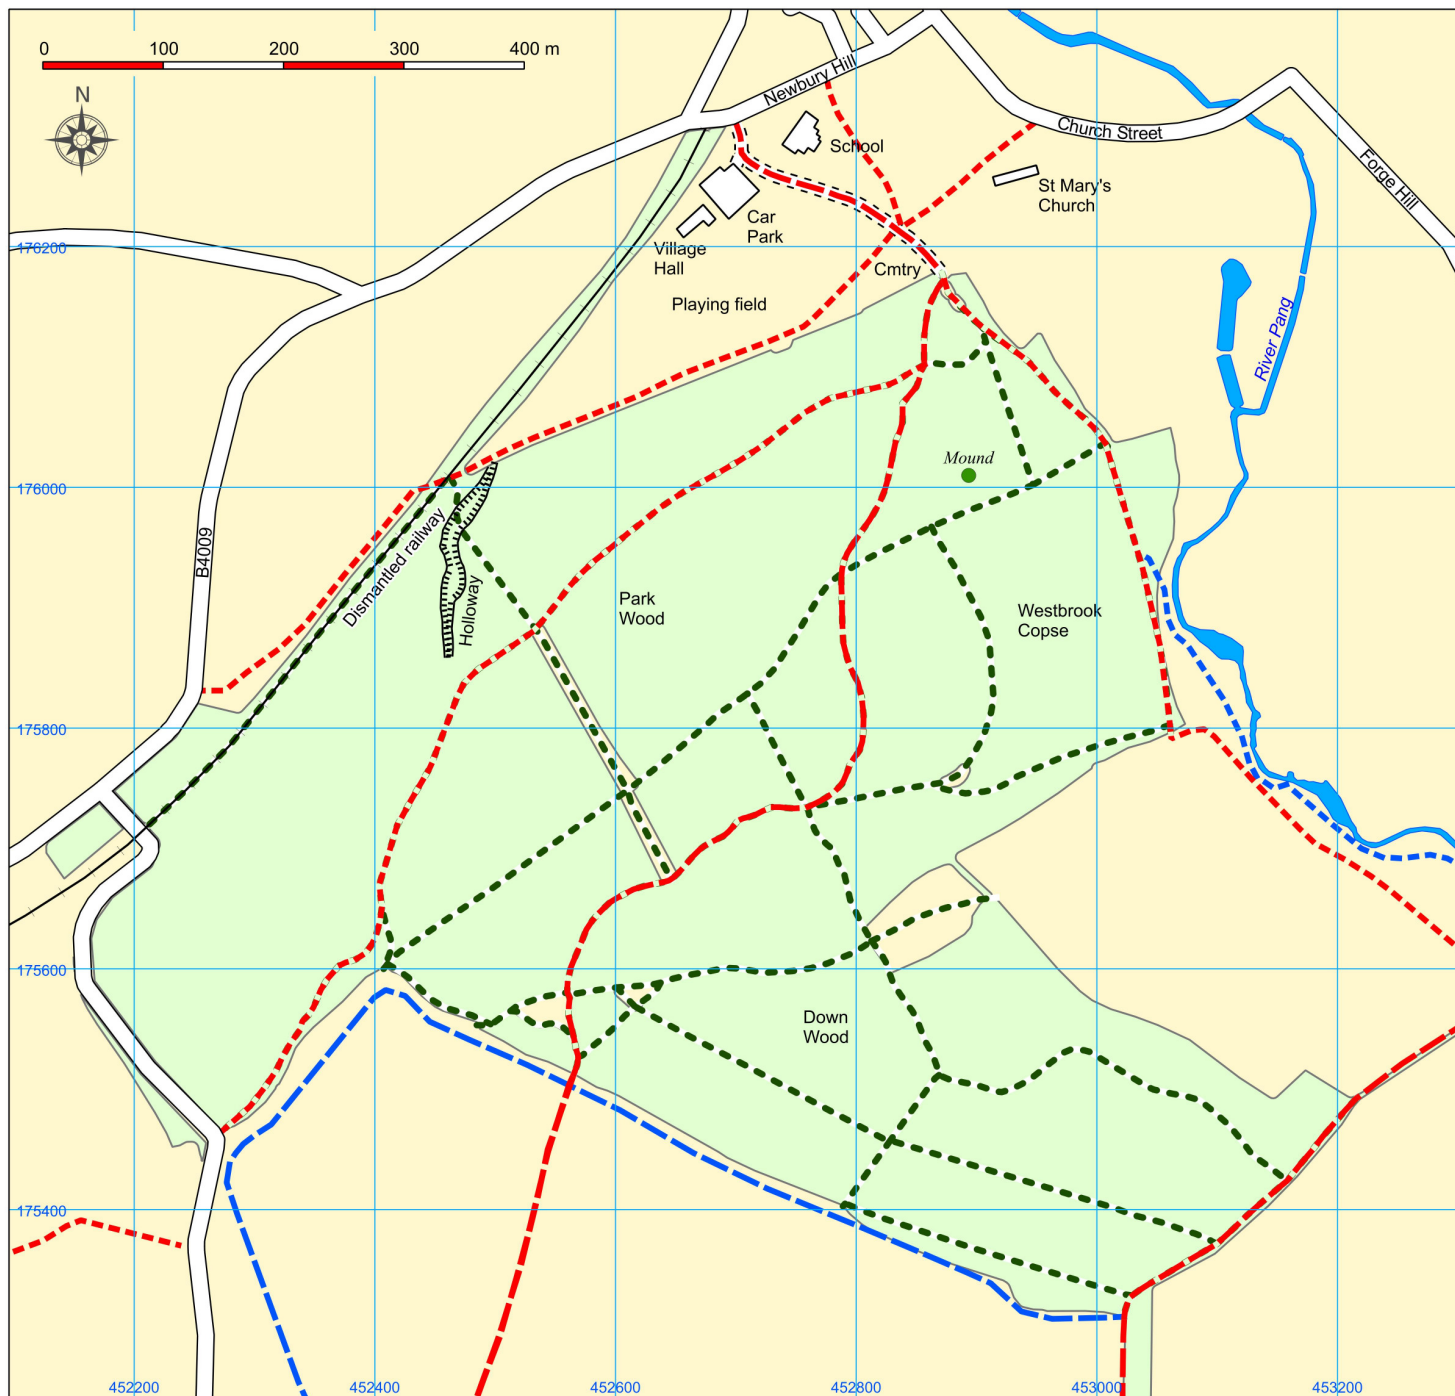 0 100 200 300 400 m
N
Newbury Hill
Church Street
School
Forge Hill
St Mary's
Church
Car
Park
176200
Village
Hall
Cmtry
Playing field
River Pang
Mound
176000
Dismantled railway
B4009
Holloway
Park
Wood
Westbrook
Copse
175800
175600
Down
Wood
175400
452200 452400 452600 452800 453000 453200